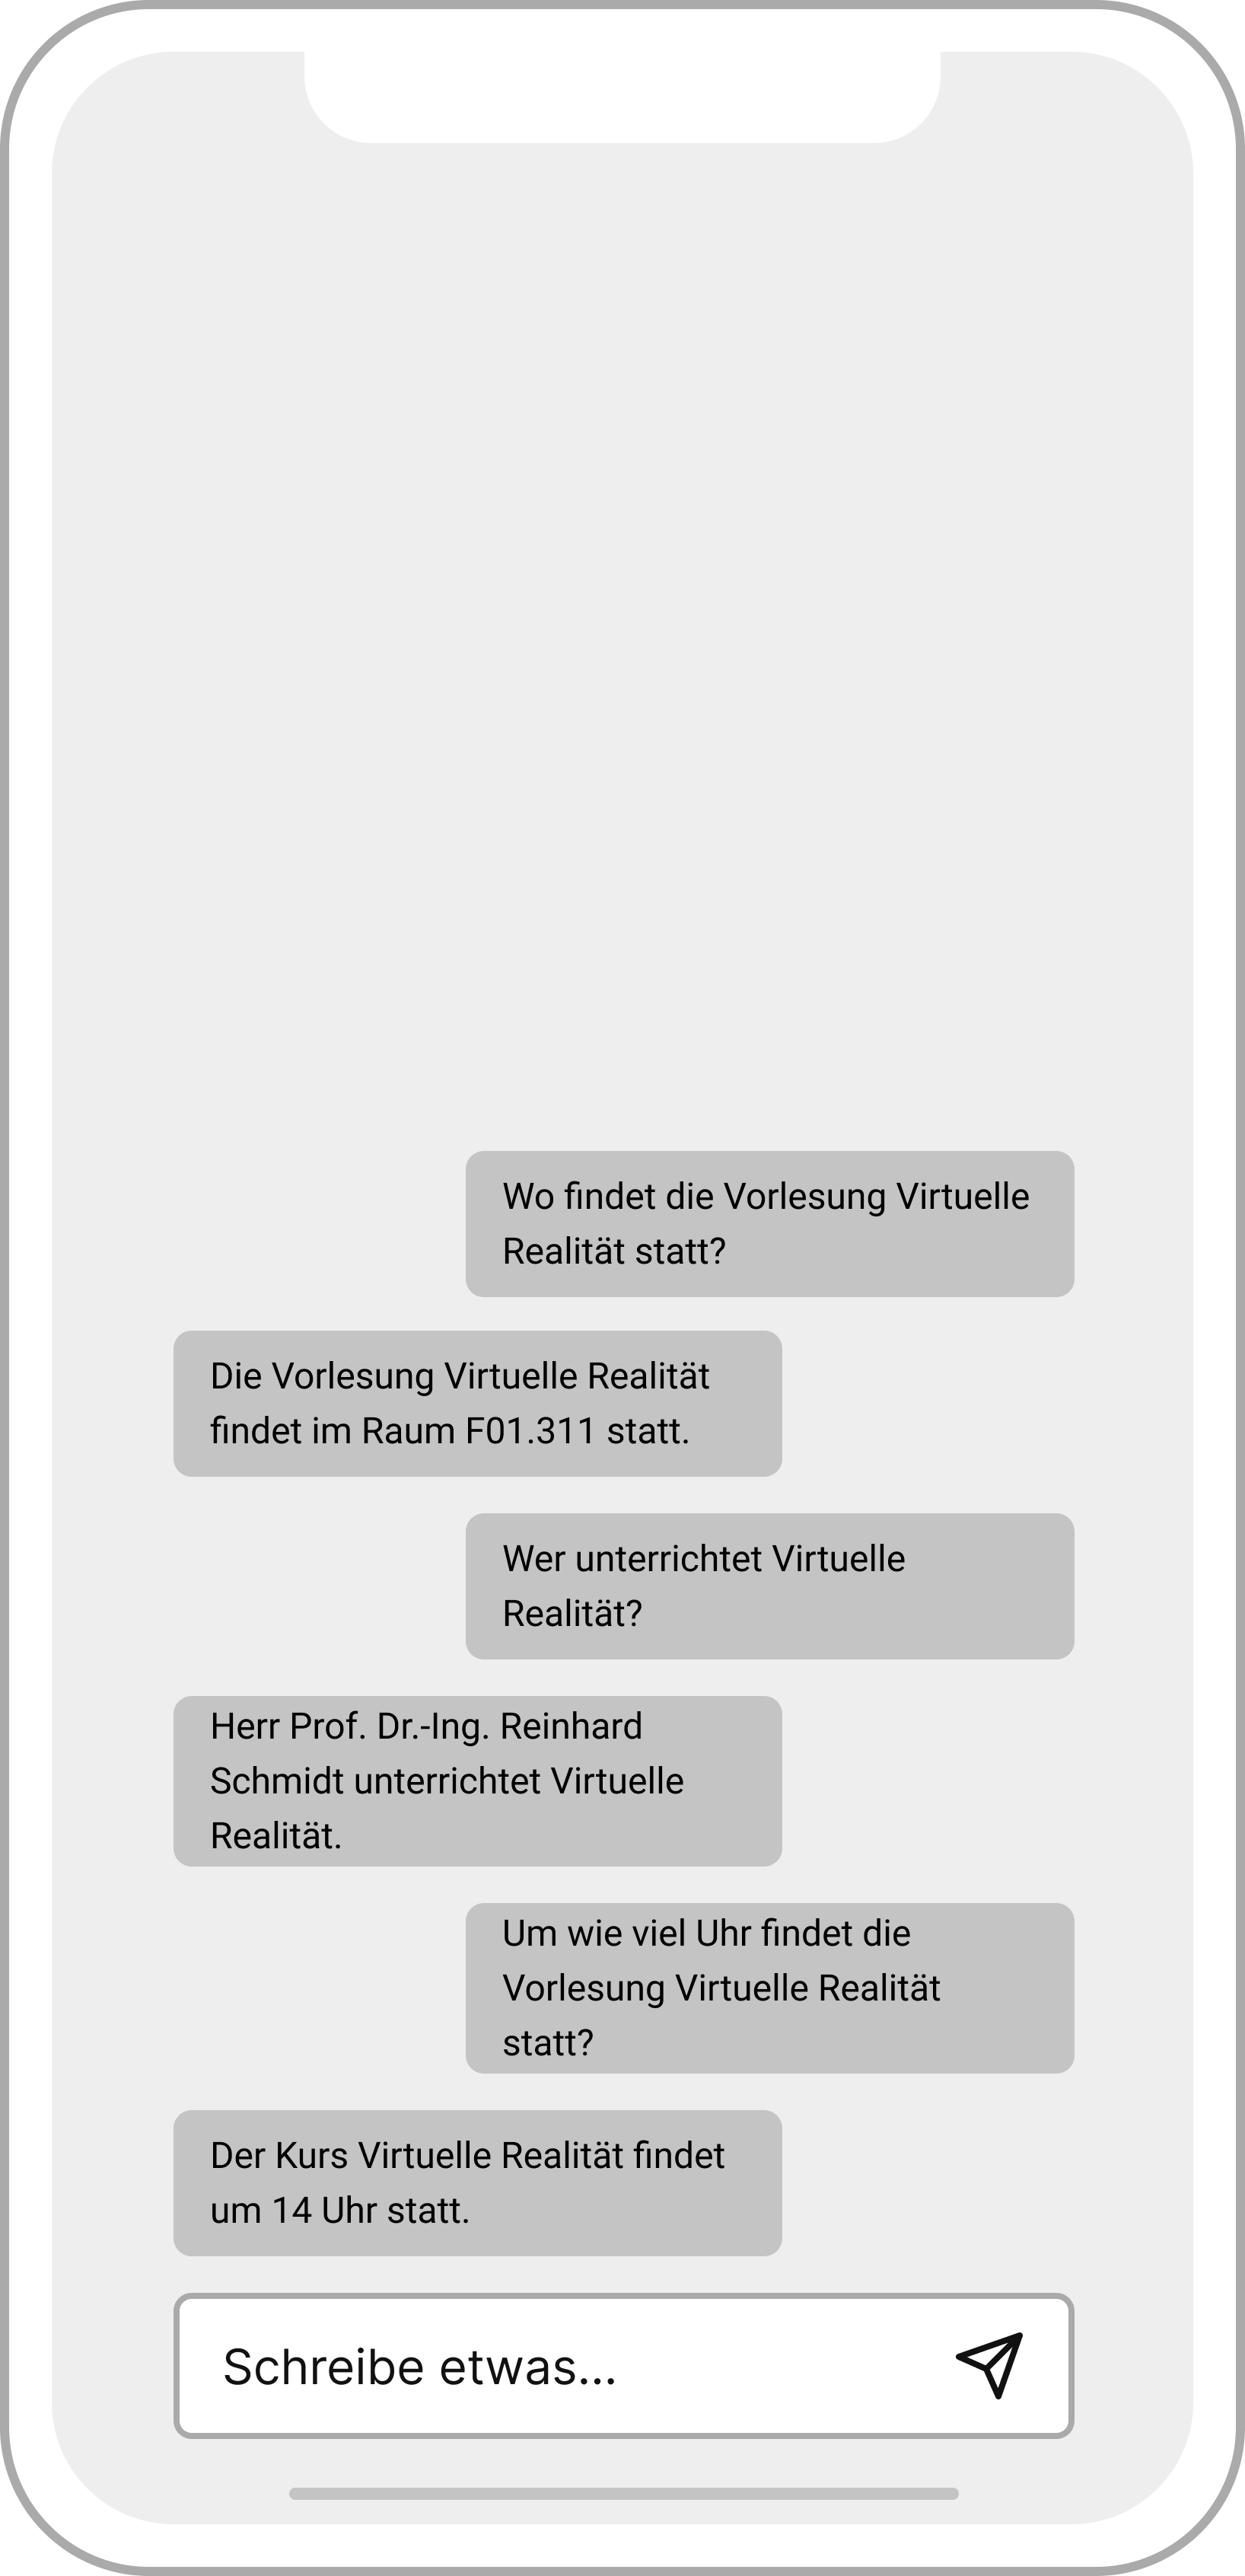 Wo findet die Vorlesung Virtuelle
Realität statt?
Die Vorlesung Virtuelle Realität
findet im Raum F01.311 statt.
Wer unterrichtet Virtuelle
Realität?
Herr Prof. Dr.-Ing. Reinhard
Schmidt unterrichtet Virtuelle
Realität.
Um wie viel Uhr findet die
Vorlesung Virtuelle Realität
statt?
Der Kurs Virtuelle Realität findet
um 14 Uhr statt.
Schreibe etwas...